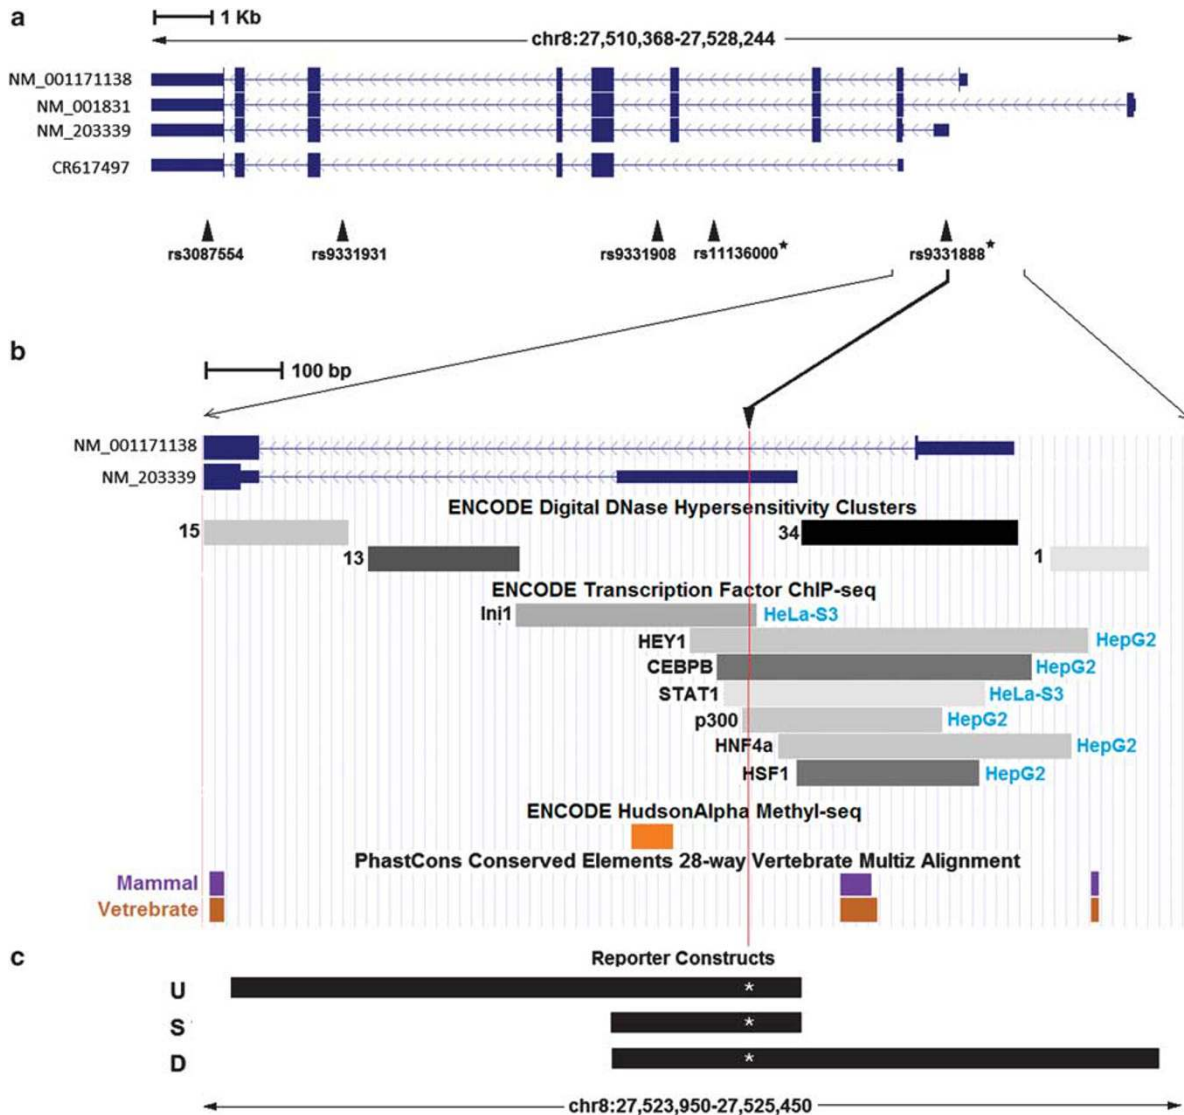 a
1 Kb
chr8:27,510,368-27,528,244
NM_001171138
NM_001831
NM_203339
CR617497
rs3087554
rs9331931
rs9331908
rs11136000*
rs9331888*
b
100 bp
NM_001171138
NM_203339
ENCODE Digital DNase Hypersensitivity Clusters
15
34
13
1
ENCODE Transcription Factor ChIP-seq
Ini1 HeLa-S3
HEY1 HepG2
CEBPB HepG2
STAT1 HeLa-S3
p300 HepG2
HNF4a HepG2
HSF1 HepG2
ENCODE HudsonAlpha Methyl-seq
PhastCons Conserved Elements 28-way Vertebrate Multiz Alignment
Mammal
Vetrebrate
c
Reporter Constructs
U *
S *
D *
chr8:27,523,950-27,525,450